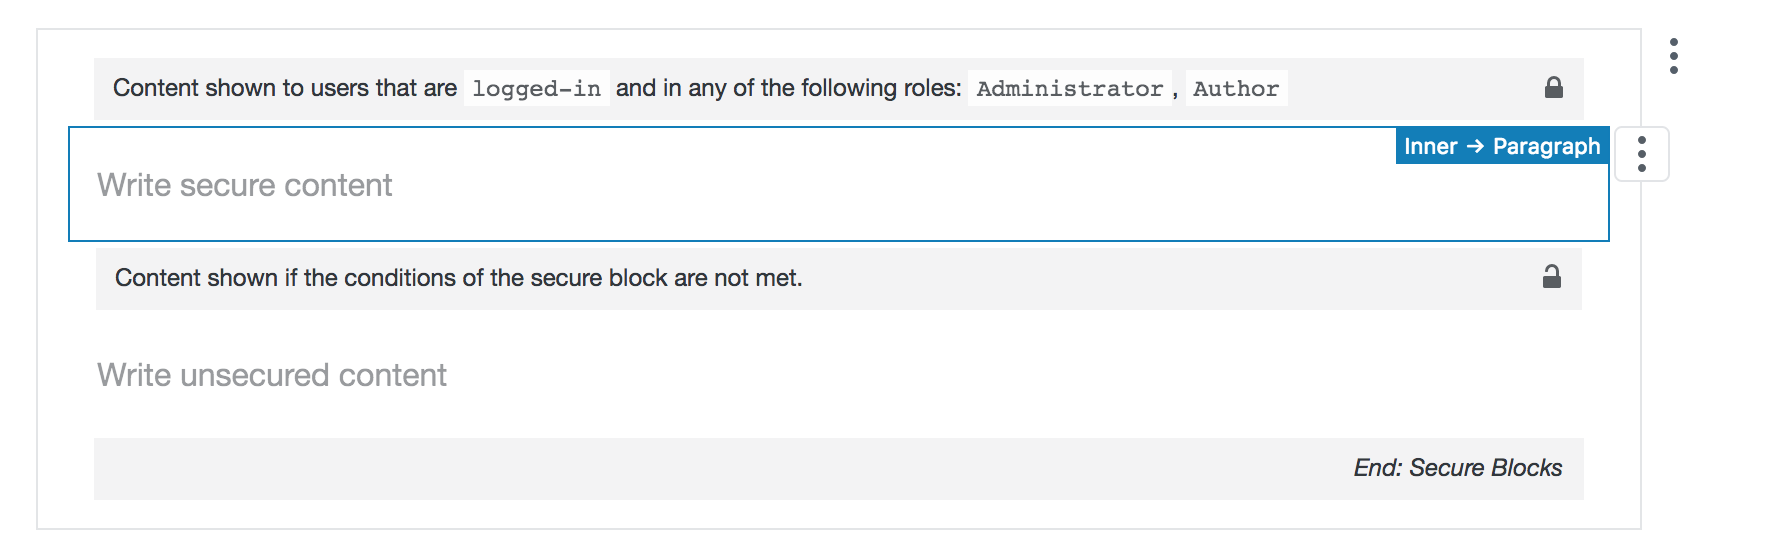 Content shown to users that are logged-in and in any of the following roles: Administrator, Author
Inner → Paragraph
Write secure content
Content shown if the conditions of the secure block are not met.
Write unsecured content
End: Secure Blocks